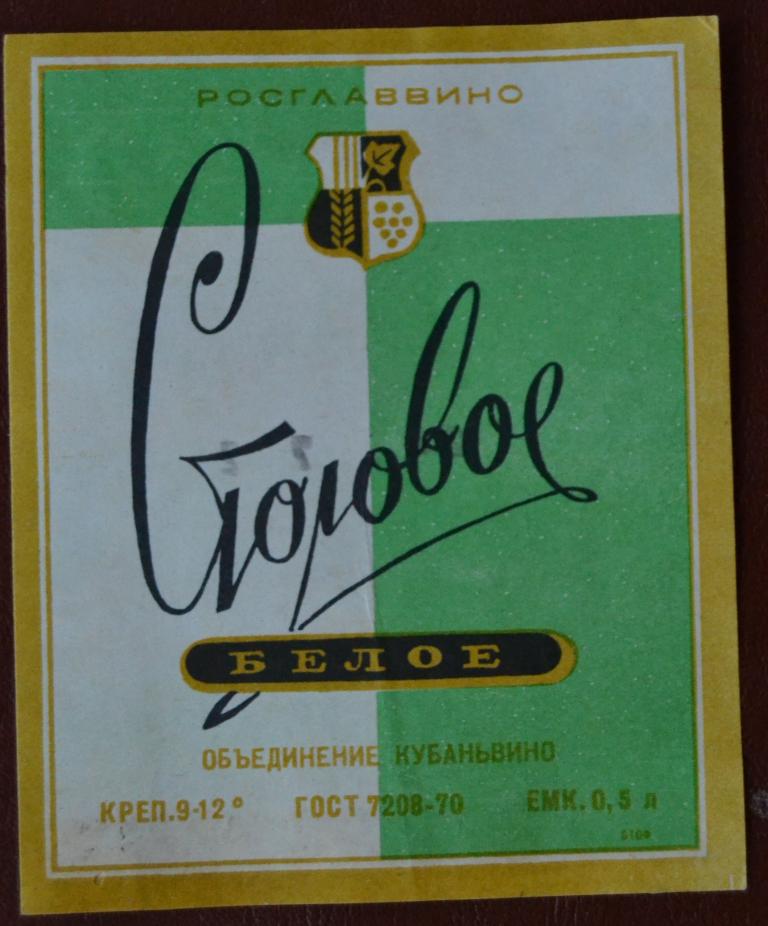 РОСГЛАВВИНО
Столовое
БЕЛОЕ
ОБЪЕДИНЕНИЕ КУБАНЬВИНО
КРЕП.9-12° ГОСТ 7208-70 ЕМК.0,5 л